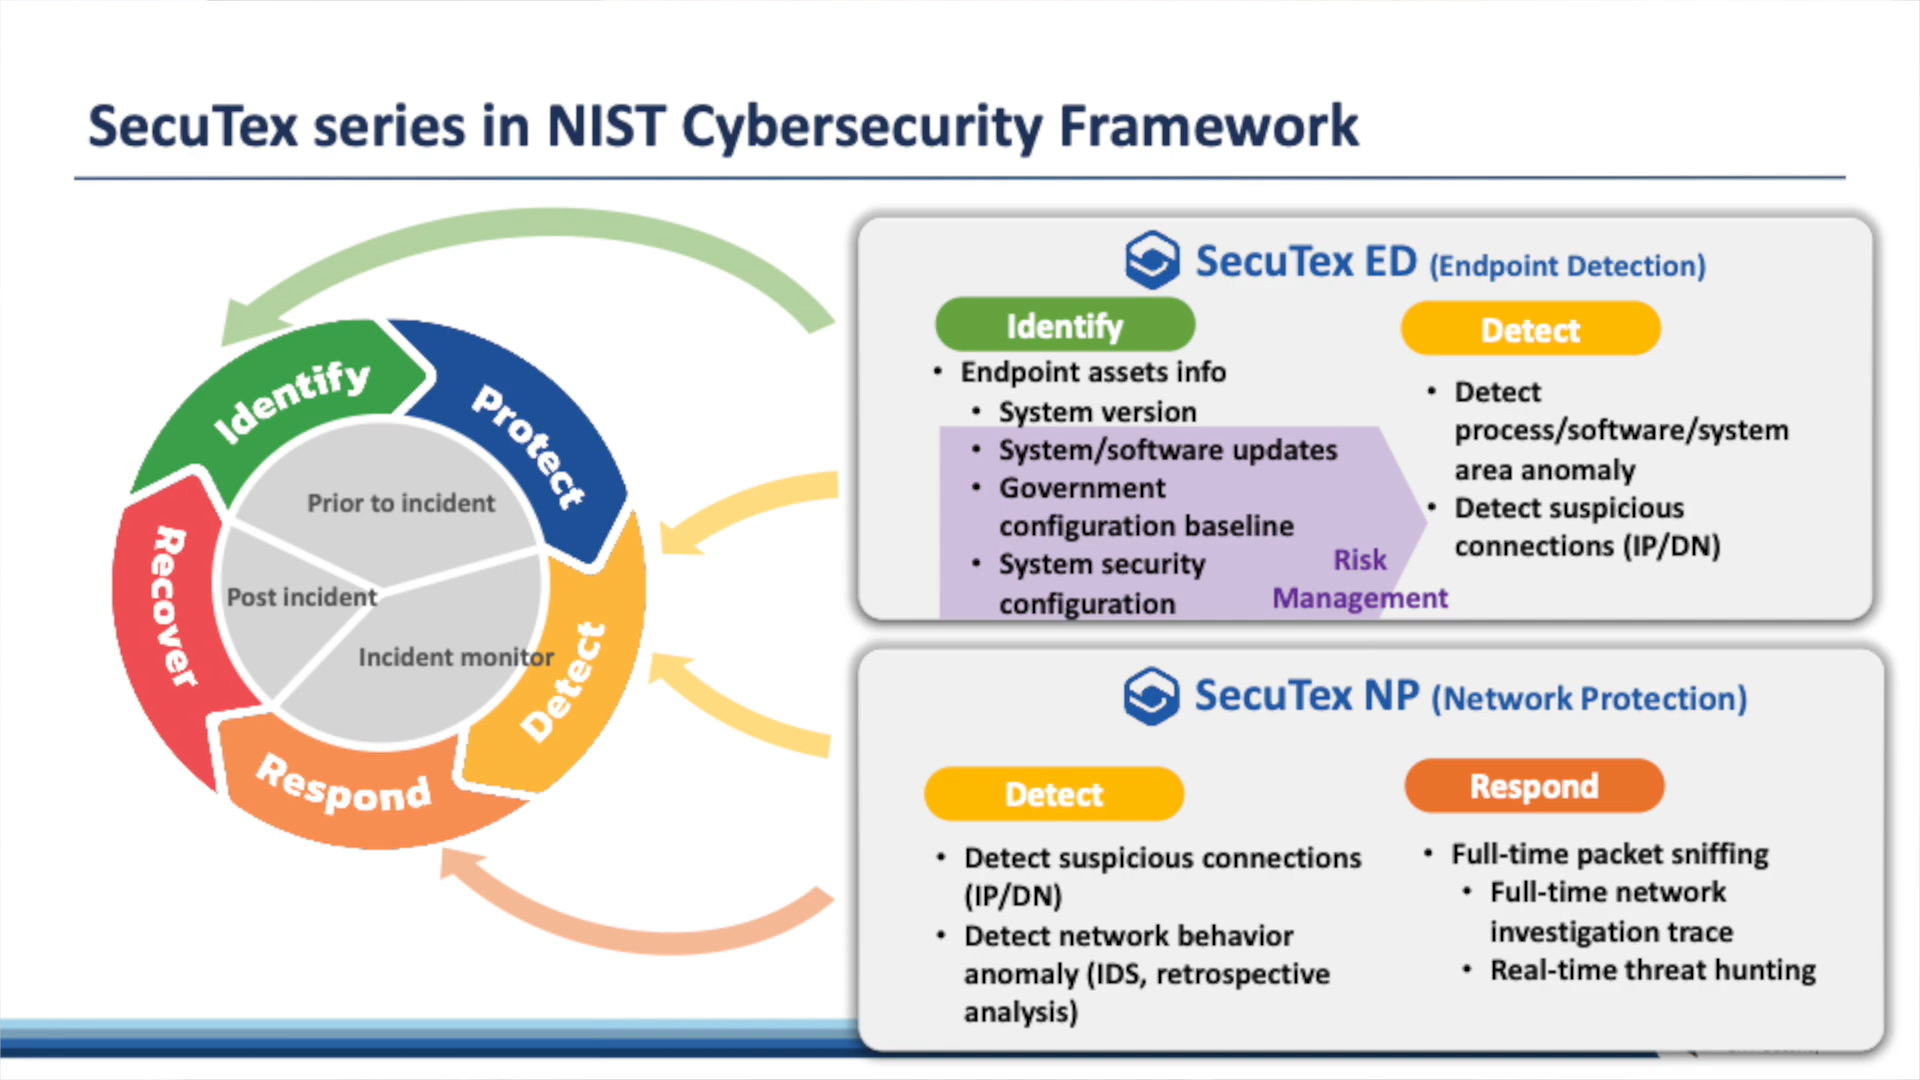 SecuTex series in NIST Cybersecurity Framework
Identify
Protect
Detect
Respond
Recover
Prior to incident
Post incident
Incident monitor
SecuTex ED (Endpoint Detection)
Identify
• Endpoint assets info
• System version
• System/software updates
• Government
configuration baseline
• System security
configuration
Risk
Management
Detect
• Detect
process/software/system
area anomaly
• Detect suspicious
connections (IP/DN)
SecuTex NP (Network Protection)
Detect
• Detect suspicious connections
(IP/DN)
• Detect network behavior
anomaly (IDS, retrospective
analysis)
Respond
• Full-time packet sniffing
• Full-time network
investigation trace
• Real-time threat hunting